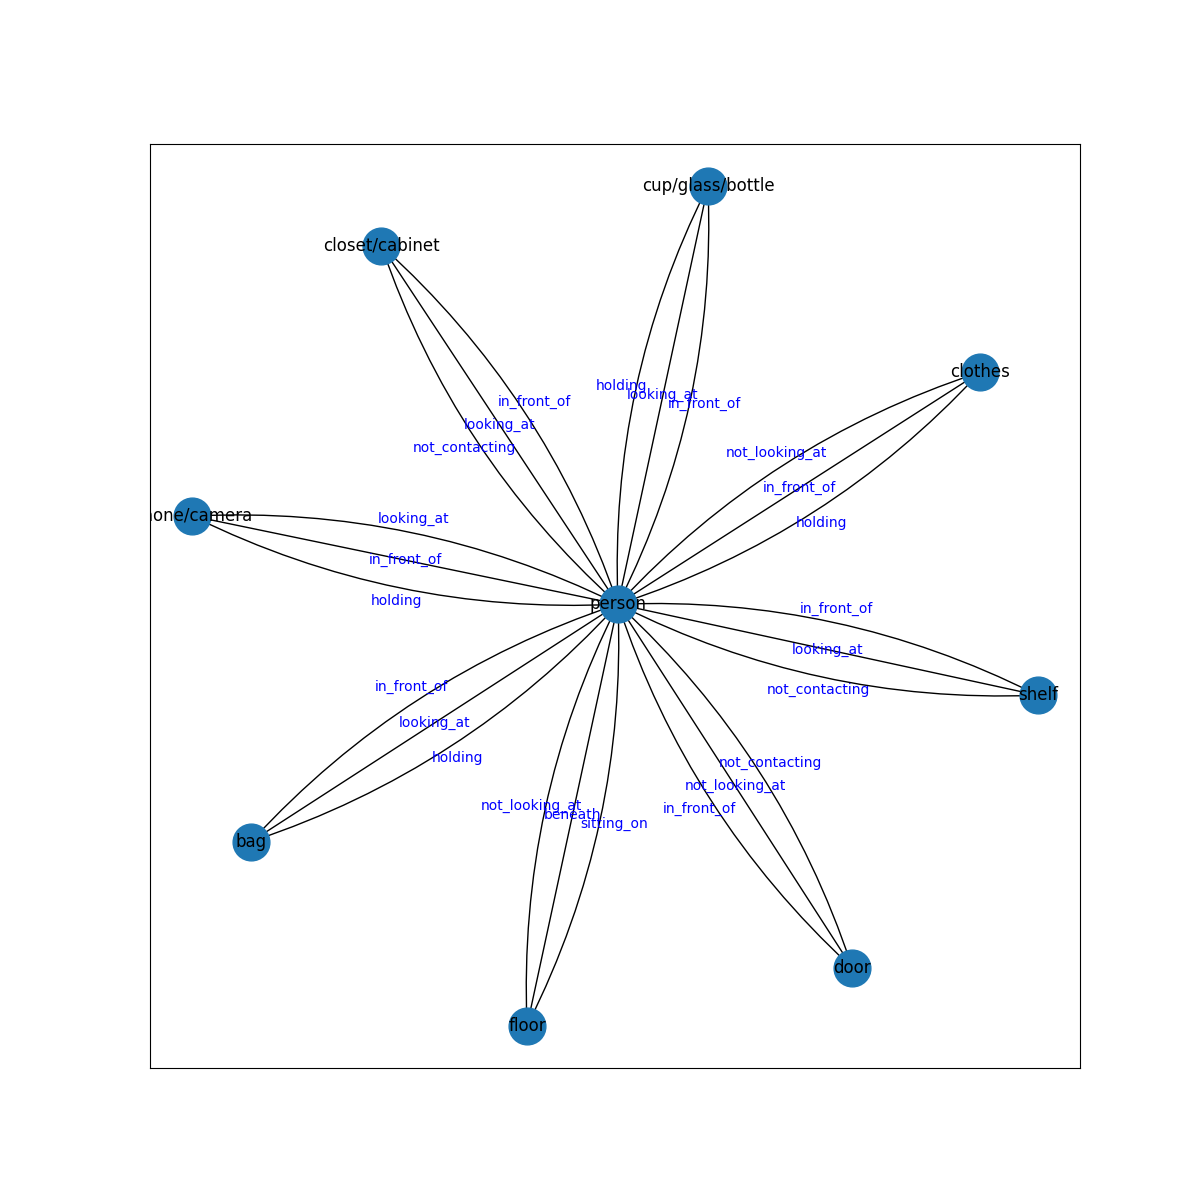 cup/glass/bottle
closet/cabinet
clothes
holding
looking_at
in_front_of
in_front_of
looking_at
not_contacting
not_looking_at
in_front_of
holding
one/camera
looking_at
in_front_of
holding
person
in_front_of
looking_at
not_contacting
shelf
in_front_of
looking_at
holding
not_contacting
not_looking_at
in_front_of
not_looking_at
beneath
sitting_on
bag
door
floor